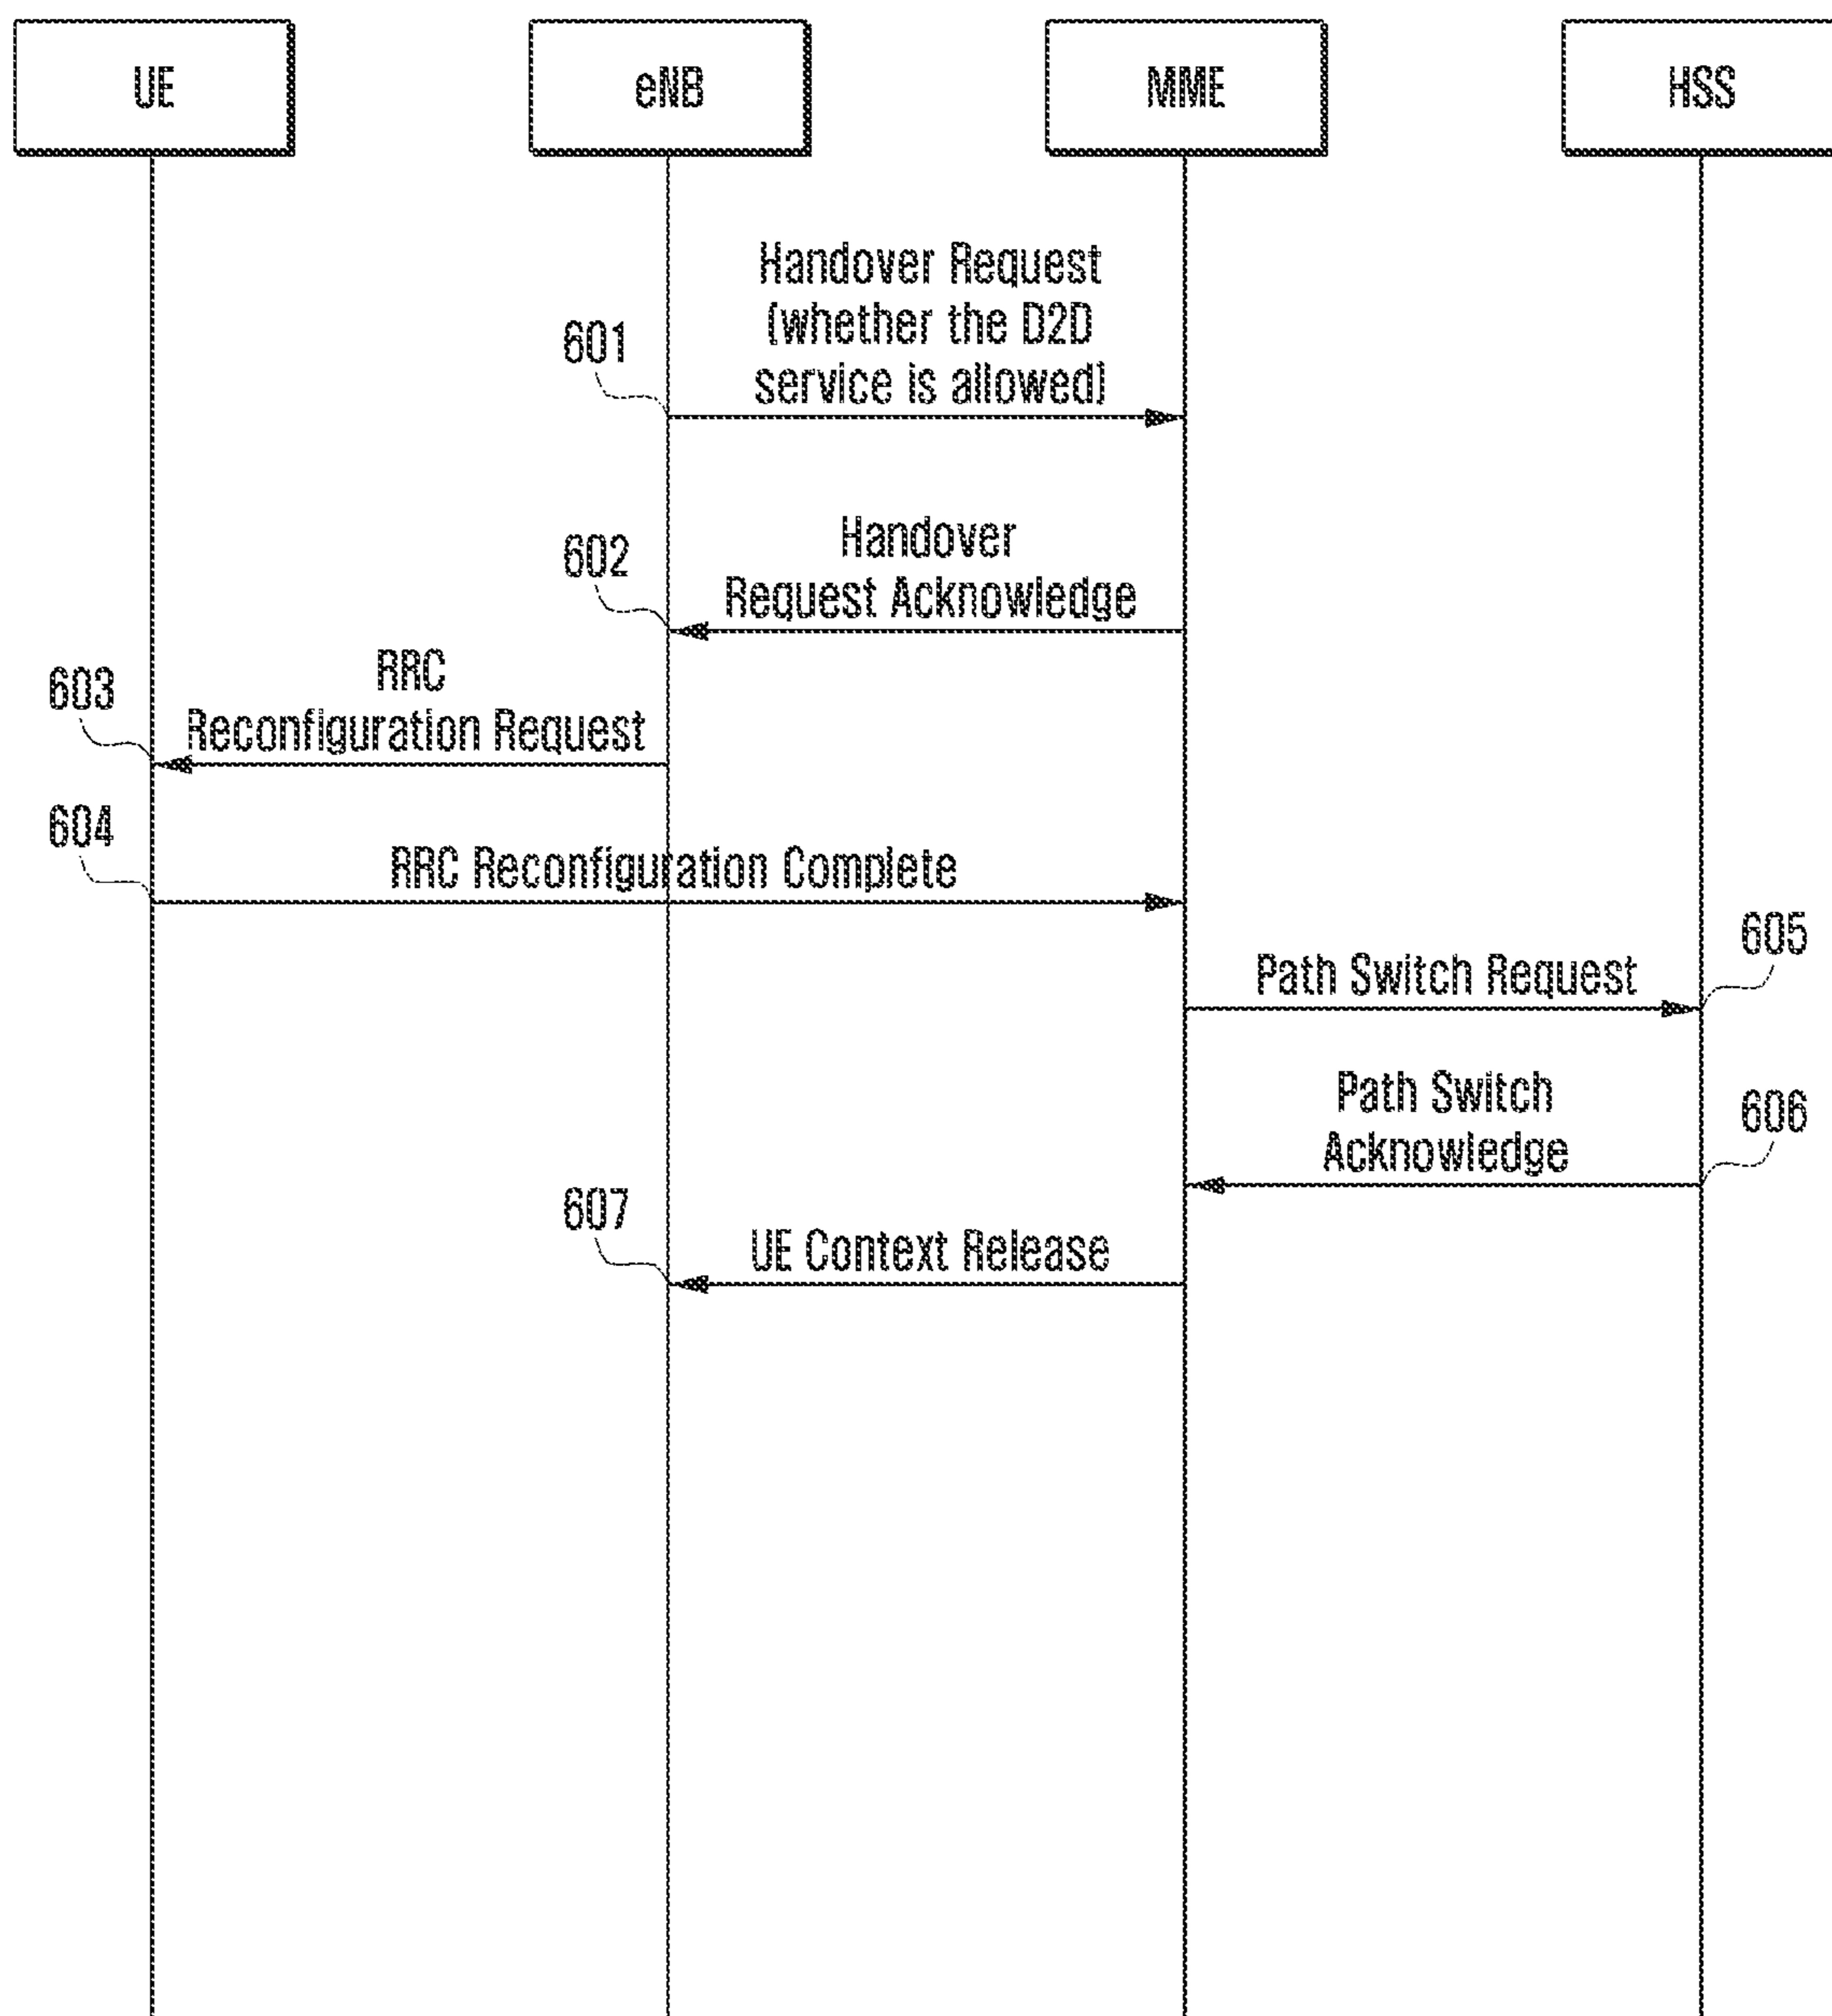 UE
eNB
MME
HSS
Handover Request
(whether the D2D
service is allowed)
601
Handover
Request Acknowledge
602
RRC
Reconfiguration Request
603
604
RRC Reconfiguration Complete
605
Path Switch Request
Path Switch
Acknowledge
606
607
UE Context Release